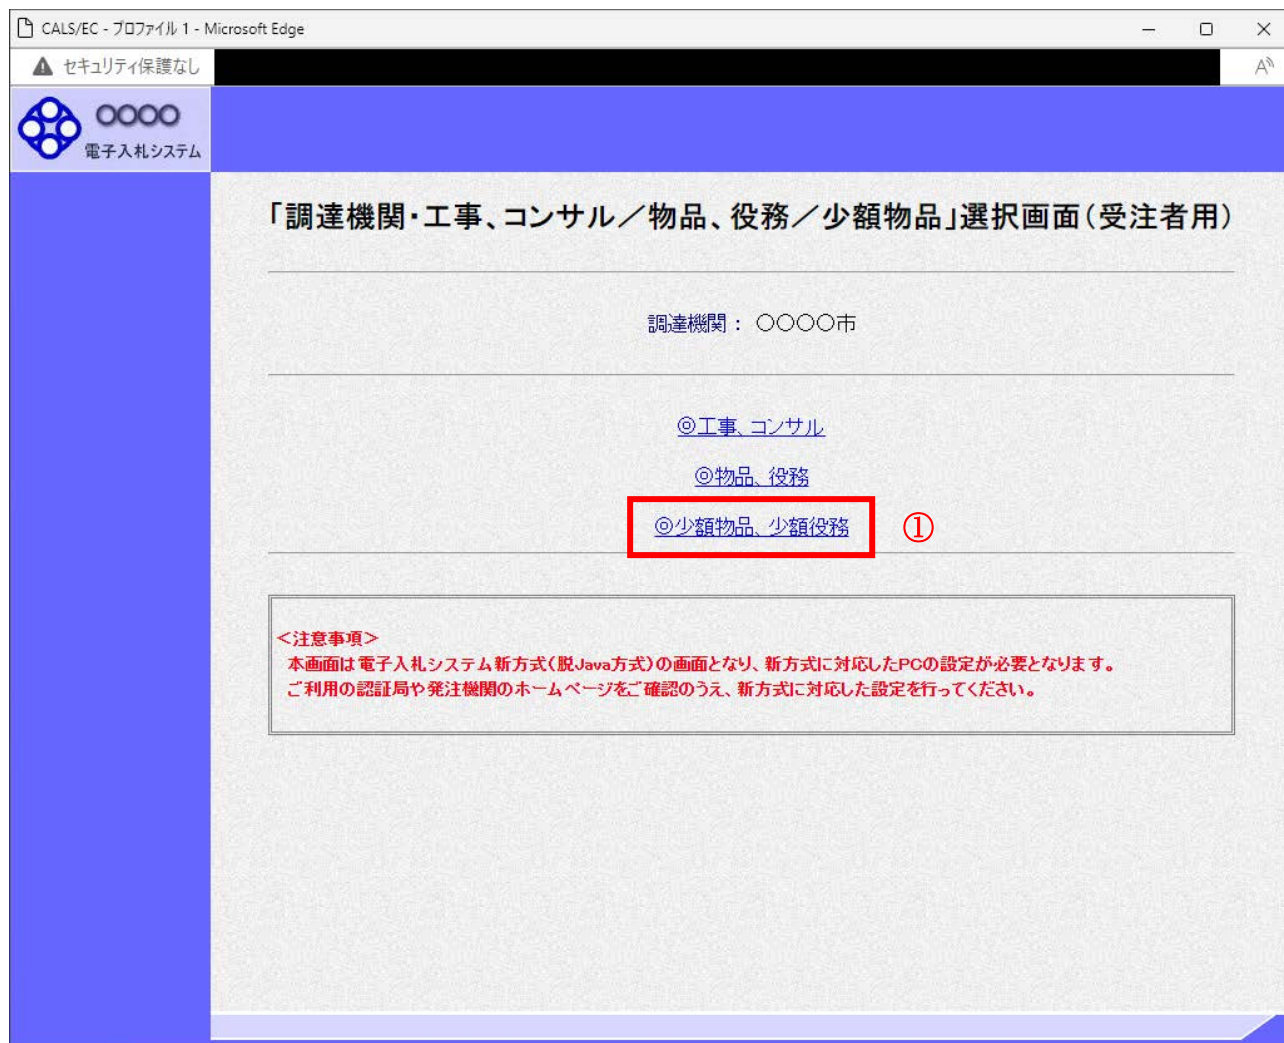 CALS/EC - プロファイル 1 - Microsoft Edge
セキュリティ保護なし
○○○○
電子入札システム
「調達機関・工事、コンサル／物品、役務／少額物品」選択画面（受注者用）
調達機関： ○○○○市
◎工事、コンサル
◎物品、役務
◎少額物品、少額役務
①
＜注意事項＞
本画面は電子入札システム新方式(脱Java方式)の画面となり、新方式に対応したPCの設定が必要となります。
ご利用の認証局や発注機関のホームページをご確認のうえ、新方式に対応した設定を行ってください。